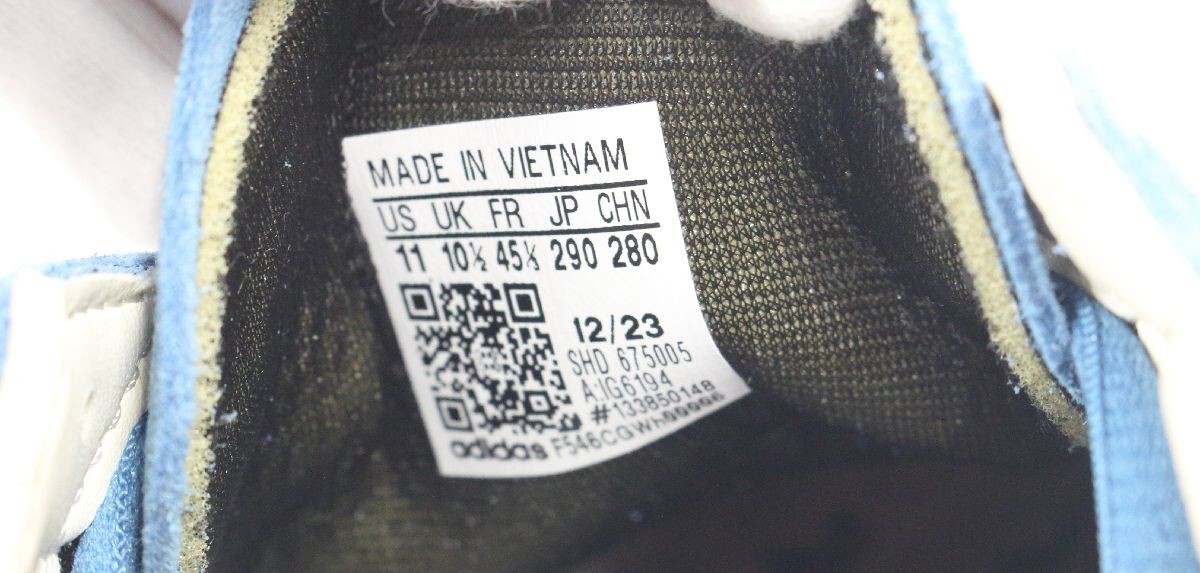 MADE IN VIETNAM
US UK FR JP CHN
11 10½ 45⅓ 290 280
12/23
SHD 675005
A:IG6194
#133850148
adidas F546CGWh00006